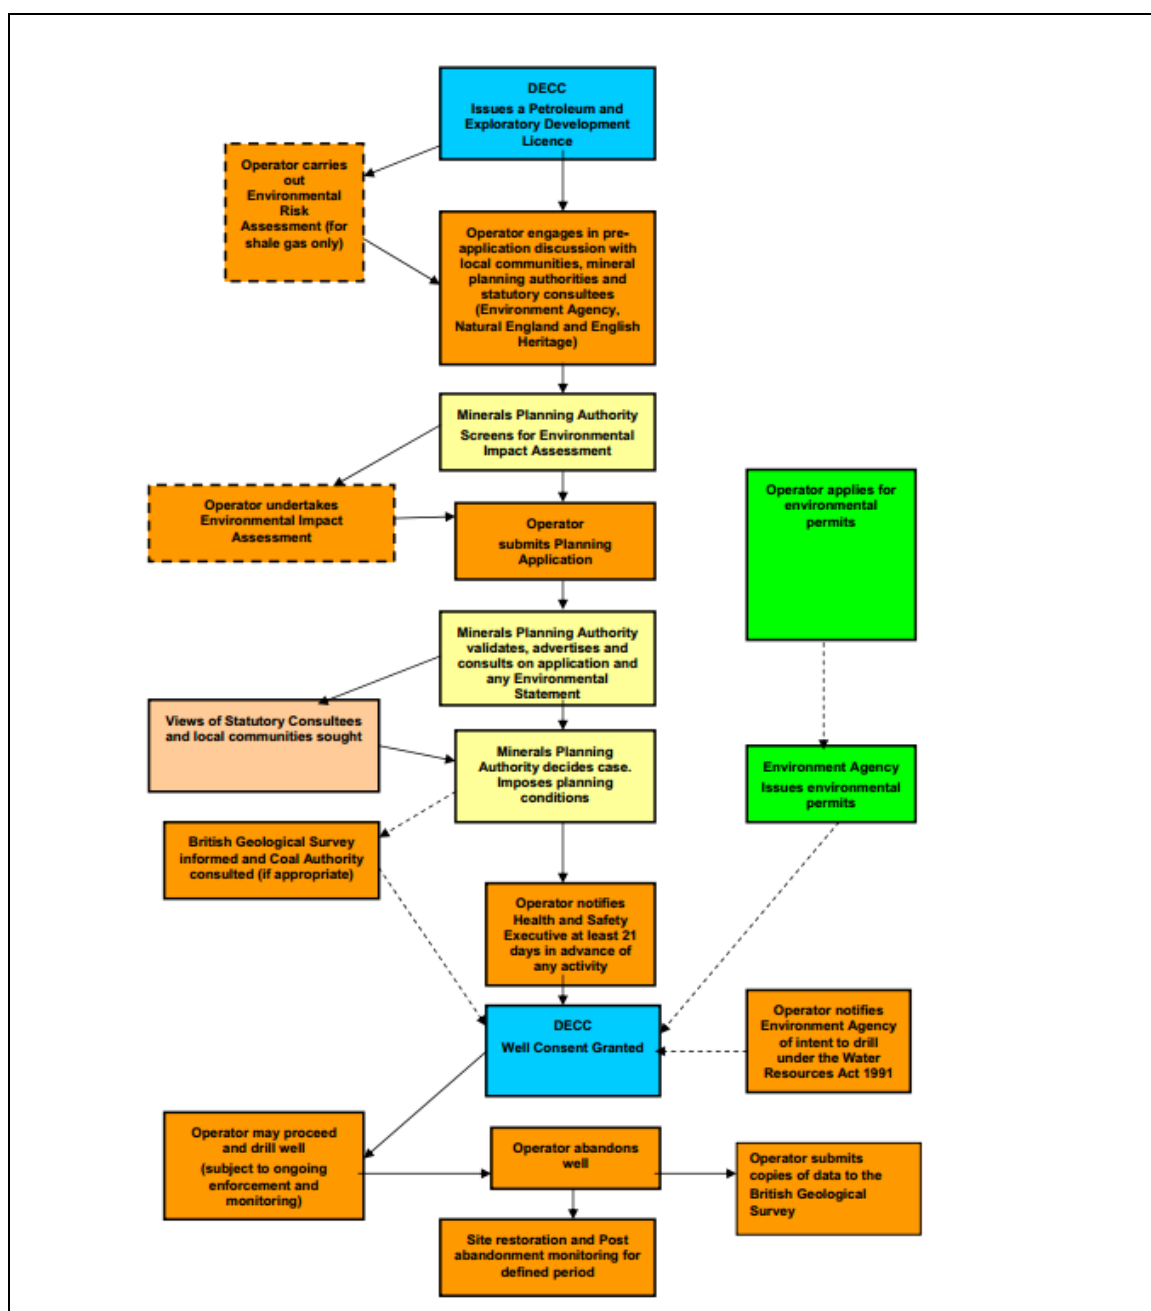 DECC
Issues a Petroleum and
Exploratory Development
Licence
Operator carries
out
Environmental
Risk
Assessment (for
shale gas only)
Operator engages in pre-
application discussion with
local communities, mineral
planning authorities and
statutory consultees
(Environment Agency,
Natural England and English
Heritage)
Minerals Planning Authority
Screens for Environmental
Impact Assessment
Operator undertakes
Environmental Impact
Assessment
Operator
submits Planning
Application
Operator applies for
environmental
permits
Minerals Planning Authority
validates, advertises and
consults on application and
any Environmental
Statement
Views of Statutory Consultees
and local communities sought
Minerals Planning
Authority decides case.
Imposes planning
conditions
Environment Agency
Issues environmental
permits
British Geological Survey
informed and Coal Authority
consulted (if appropriate)
Operator notifies
Health and Safety
Executive at least 21
days in advance of
any activity
DECC
Well Consent Granted
Operator notifies
Environment Agency
of intent to drill
under the Water
Resources Act 1991
Operator may proceed
and drill well
(subject to ongoing
enforcement and
monitoring)
Operator abandons
well
Operator submits
copies of data to the
British Geological
Survey
Site restoration and Post
abandonment monitoring for
defined period